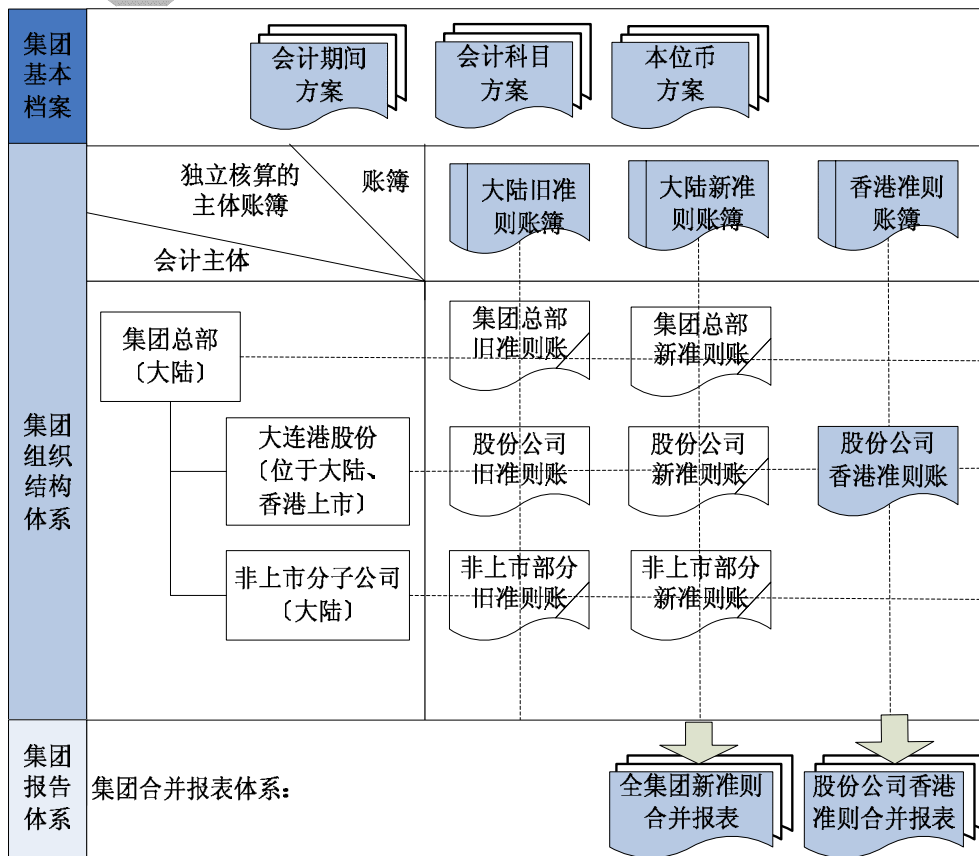 集团
基本
档案
会计期间
方案
会计科目
方案
本位币
方案
集团
组织
结构
体系
独立核算的
主体账簿
账簿
会计主体
大陆旧准
则账簿
大陆新准
则账簿
香港准则
账簿
集团总部
〔大陆〕
集团总部
旧准则账
集团总部
新准则账
大连港股份
〔位于大陆、
香港上市〕
股份公司
旧准则账
股份公司
新准则账
股份公司
香港准则账
非上市分子公司
〔大陆〕
非上市部分
旧准则账
非上市部分
新准则账
集团
报告
体系
集团合并报表体系:
全集团新准则
合并报表
股份公司香港
准则合并报表